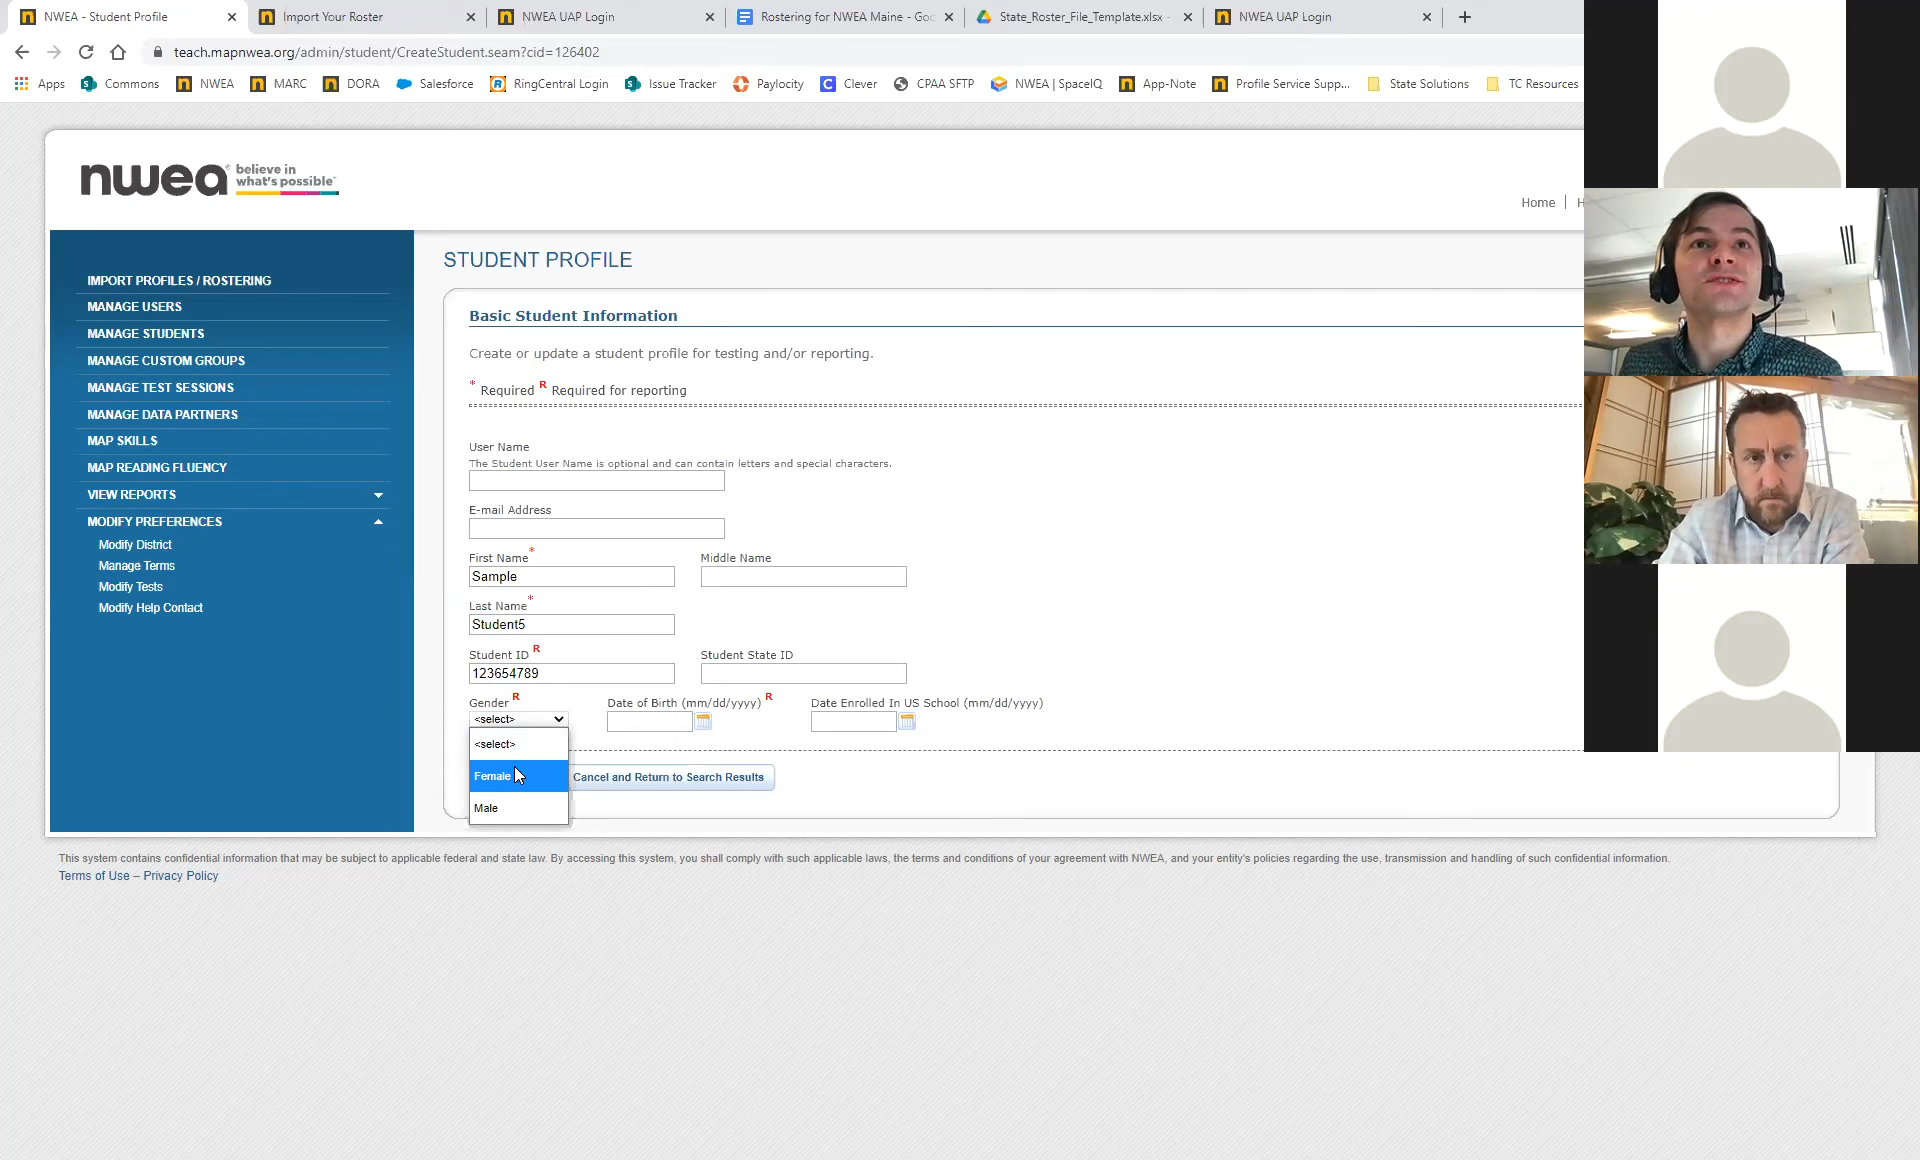 NWEA - Student Profile
Import Your Roster
NWEA UAP Login
Rostering for NWEA Maine - Goo
State_Roster_File_Template.xlsx -
NWEA UAP Login
teach.mapnwea.org/admin/student/CreateStudent.seam?cid=126402
Apps
Commons
NWEA
MARC
DORA
Salesforce
RingCentral Login
Issue Tracker
Paylocity
Clever
CPAA SFTP
NWEA | SpaceIQ
App-Note
Profile Service Supp...
State Solutions
TC Resources
nwea believe in
what's possible
Home
H
IMPORT PROFILES / ROSTERING
MANAGE USERS
MANAGE STUDENTS
MANAGE CUSTOM GROUPS
MANAGE TEST SESSIONS
MANAGE DATA PARTNERS
MAP SKILLS
MAP READING FLUENCY
VIEW REPORTS
MODIFY PREFERENCES
Modify District
Manage Terms
Modify Tests
Modify Help Contact
STUDENT PROFILE
Basic Student Information
Create or update a student profile for testing and/or reporting.
* Required R Required for reporting
User Name
The Student User Name is optional and can contain letters and special characters.
E-mail Address
First Name * Middle Name
Sample
Last Name *
Student5
Student ID R Student State ID
123654789
Gender R Date of Birth (mm/dd/yyyy) R Date Enrolled In US School (mm/dd/yyyy)
<select>
<select>
Female
Male
Cancel and Return to Search Results
This system contains confidential information that may be subject to applicable federal and state law. By accessing this system, you shall comply with such applicable laws, the terms and conditions of your agreement with NWEA, and your entity's policies regarding the use, transmission and handling of such confidential information.
Terms of Use – Privacy Policy